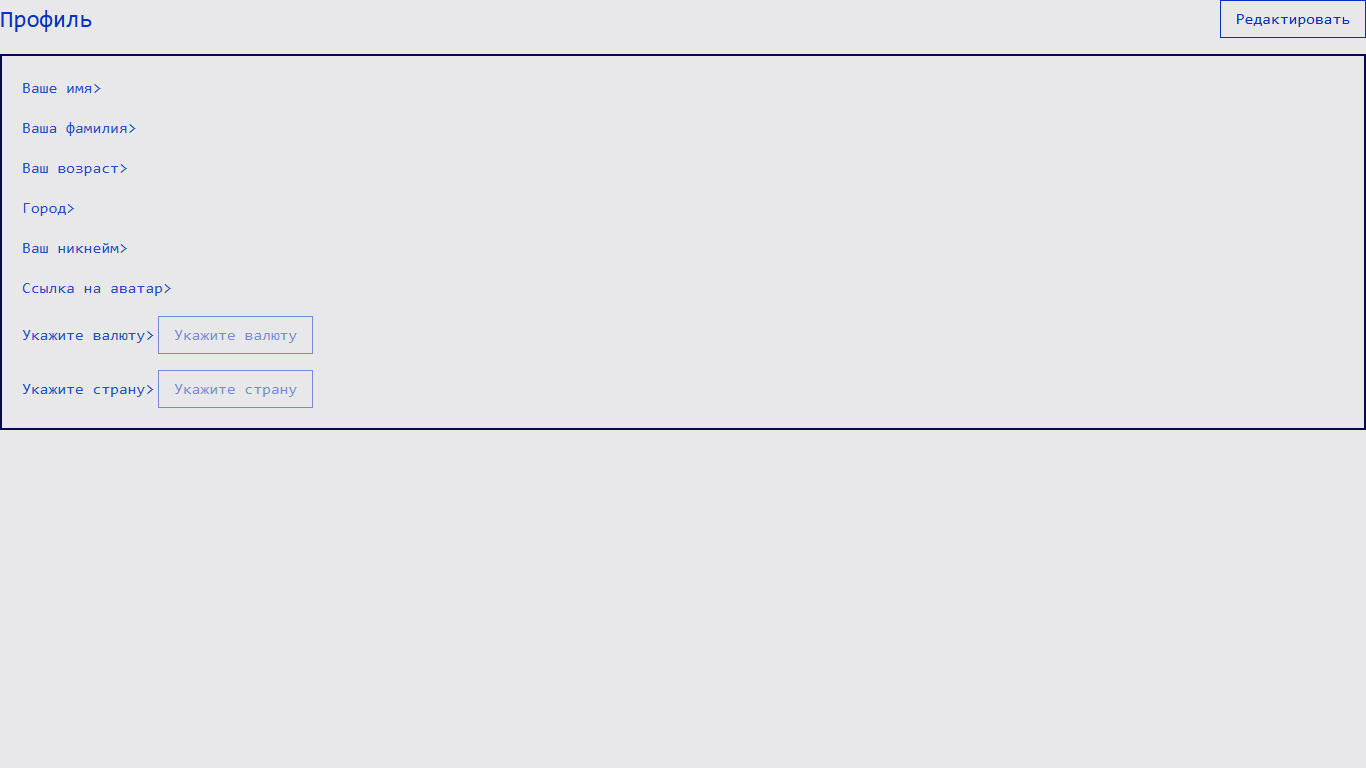 Профиль
Редактировать
Ваше имя>
Ваша фамилия>
Ваш возраст>
Город>
Ваш никнейм>
Ссылка на аватар>
Укажите валюту> Укажите валюту
Укажите страну> Укажите страну